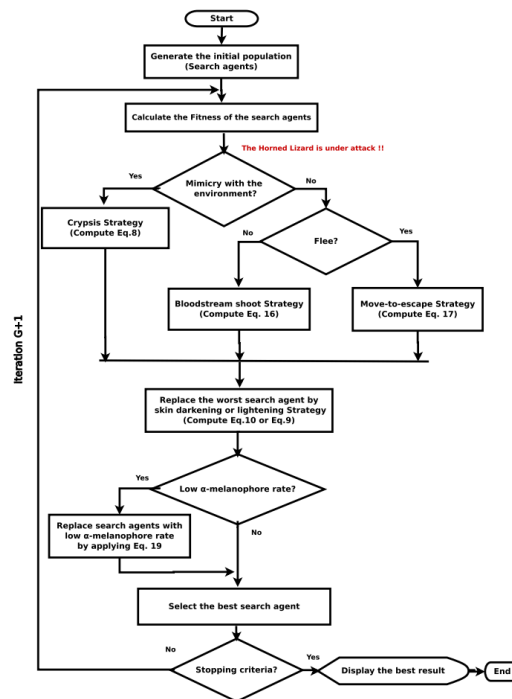 Start
Generate the initial population
(Search agents)
Calculate the Fitness of the search agents
The Horned Lizard is under attack !!
Yes
Mimicry with the
environment?
No
Crypsis Strategy
(Compute Eq.8)
No
Flee?
Yes
Bloodstream shoot Strategy
(Compute Eq. 16)
Move-to-escape Strategy
(Compute Eq. 17)
Iteration G+1
Replace the worst search agent by
skin darkening or lightening Strategy
(Compute Eq.10 or Eq.9)
Yes
Low α-melanophore rate?
Replace search agents with
low α-melanophore rate
by applying Eq. 19
No
Select the best search agent
No
Stopping criteria?
Yes
Display the best result
End